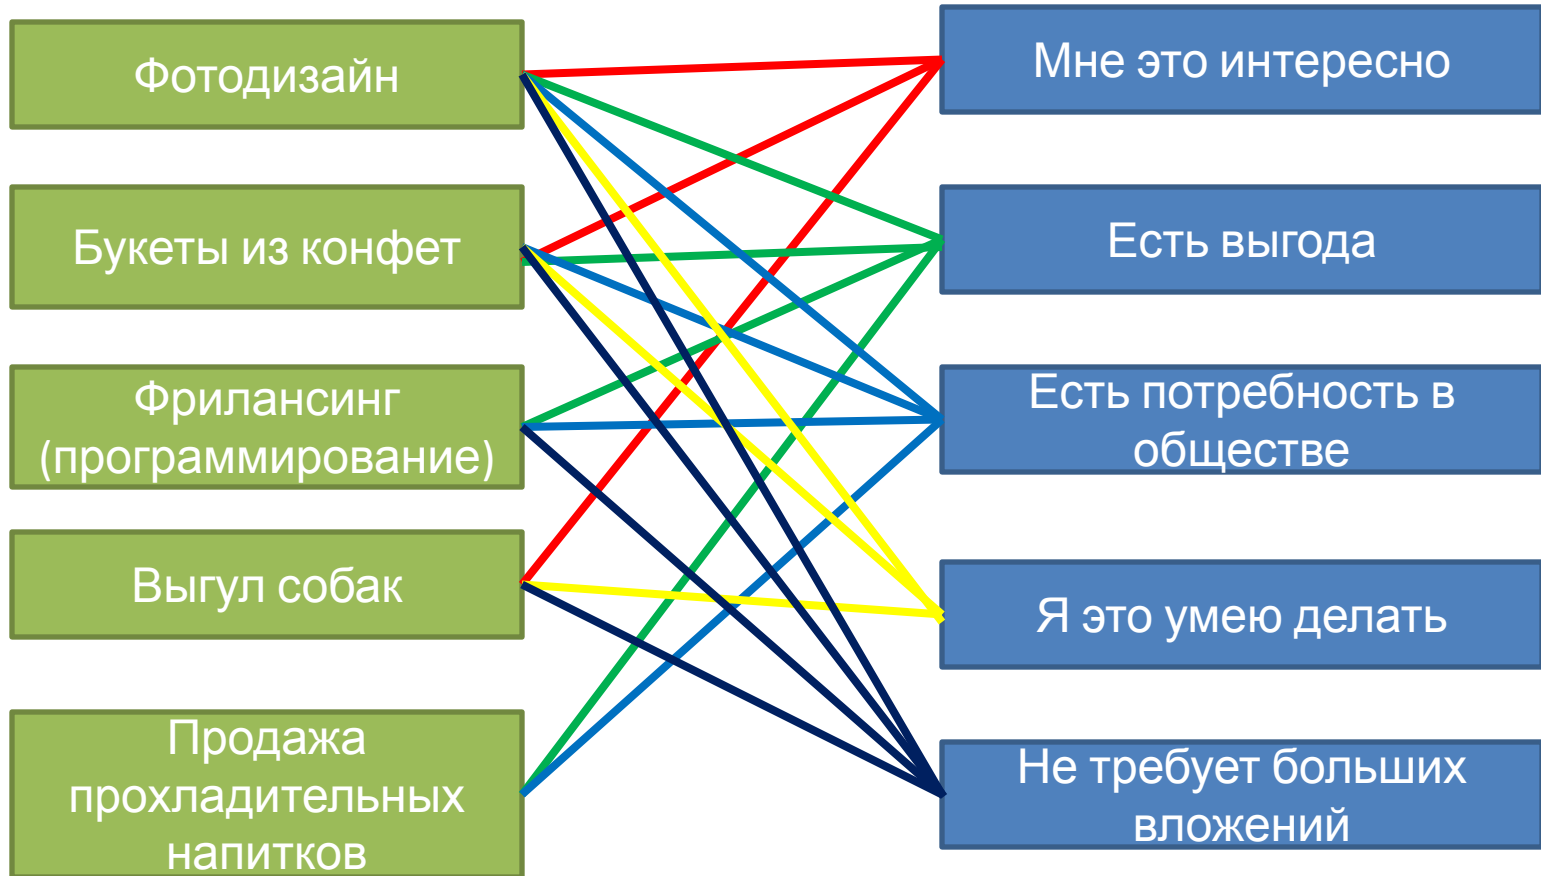 Фотодизайн
Букеты из конфет
Фрилансинг
(программирование)
Выгул собак
Продажа
прохладительных
напитков
Мне это интересно
Есть выгода
Есть потребность в
обществе
Я это умею делать
Не требует больших
вложений